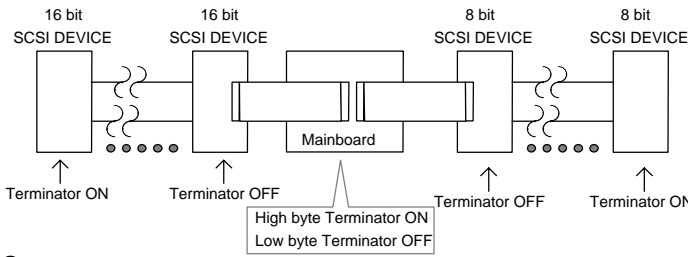 16 bit
SCSI DEVICE
16 bit
SCSI DEVICE
8 bit
SCSI DEVICE
8 bit
SCSI DEVICE
Mainboard
Terminator ON
Terminator OFF
Terminator OFF
Terminator ON
High byte Terminator ON
Low byte Terminator OFF